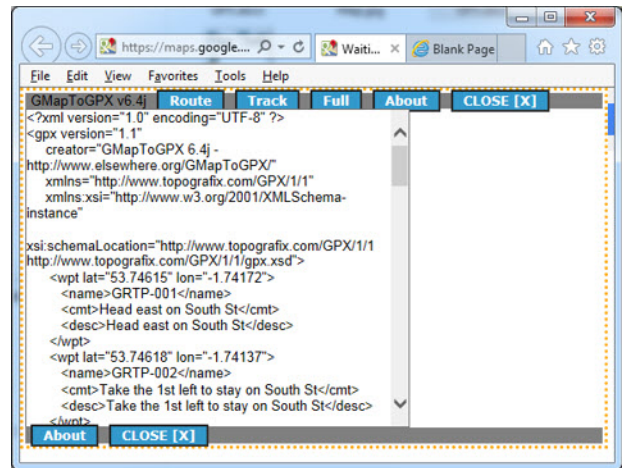 https://maps.google.... Waiti... Blank Page
File Edit View Favorites Tools Help
GMapToGPX v6.4j Route Track Full About CLOSE [X]
<?xml version="1.0" encoding="UTF-8" ?>
<gpx version="1.1"
creator="GMapToGPX 6.4j -
http://www.elsewhere.org/GMapToGPX/"
xmlns="http://www.topografix.com/GPX/1/1"
xmlns:xsi="http://www.w3.org/2001/XMLSchema-
instance"
xsi:schemaLocation="http://www.topografix.com/GPX/1/1
http://www.topografix.com/GPX/1/1/gpx.xsd">
<wpt lat="53.74615" lon="-1.74172">
<name>GRTP-001</name>
<cmt>Head east on South St</cmt>
<desc>Head east on South St</desc>
</wpt>
<wpt lat="53.74618" lon="-1.74137">
<name>GRTP-002</name>
<cmt>Take the 1st left to stay on South St</cmt>
<desc>Take the 1st left to stay on South St</desc>
</wpt>
About CLOSE [X]